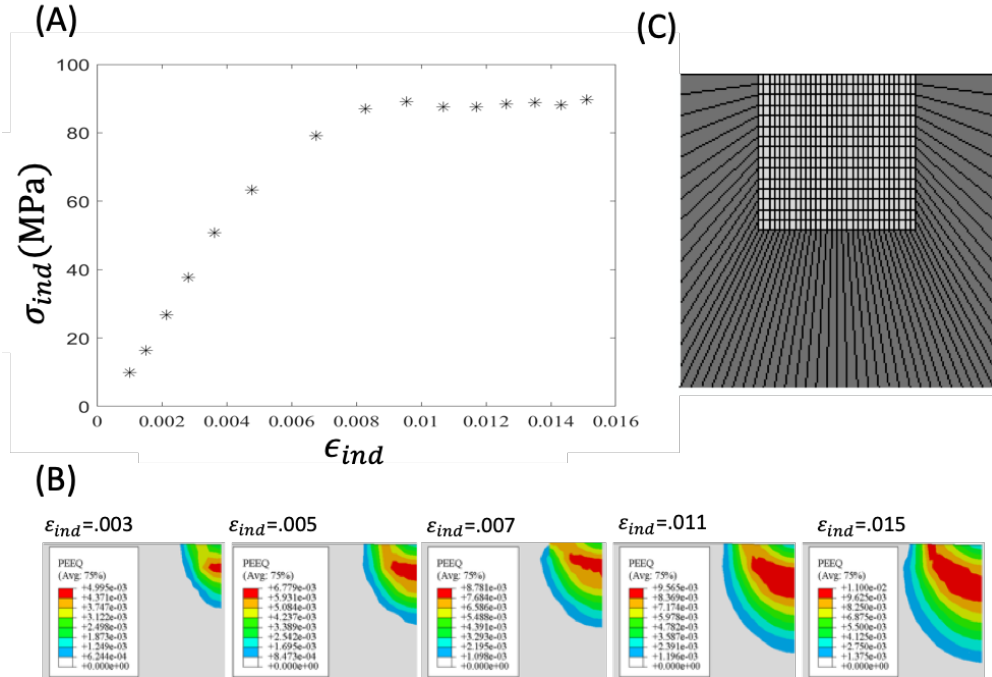 (A)
(C)
100
80
60
40
20
0
σ_ind(MPa)
0 0.002 0.004 0.006 0.008 0.01 0.012 0.014 0.016
ϵ_ind
(B)
ε_ind=.003
PEEQ
(Avg: 75%)
+4.995e-03
+4.371e-03
+3.747e-03
+3.122e-03
+2.498e-03
+1.873e-03
+1.249e-03
+6.244e-04
+0.000e+00
ε_ind=.005
PEEQ
(Avg: 75%)
+6.779e-03
+5.931e-03
+5.084e-03
+4.237e-03
+3.389e-03
+2.542e-03
+1.695e-03
+8.473e-04
+0.000e+00
ε_ind=.007
PEEQ
(Avg: 75%)
+8.781e-03
+7.684e-03
+6.586e-03
+5.488e-03
+4.391e-03
+3.293e-03
+2.195e-03
+1.098e-03
+0.000e+00
ε_ind=.011
PEEQ
(Avg: 75%)
+9.565e-03
+8.369e-03
+7.174e-03
+5.978e-03
+4.782e-03
+3.587e-03
+2.391e-03
+1.196e-03
+0.000e+00
ε_ind=.015
PEEQ
(Avg: 75%)
+1.100e-02
+9.625e-03
+8.250e-03
+6.875e-03
+5.500e-03
+4.125e-03
+2.750e-03
+1.375e-03
+0.000e+00